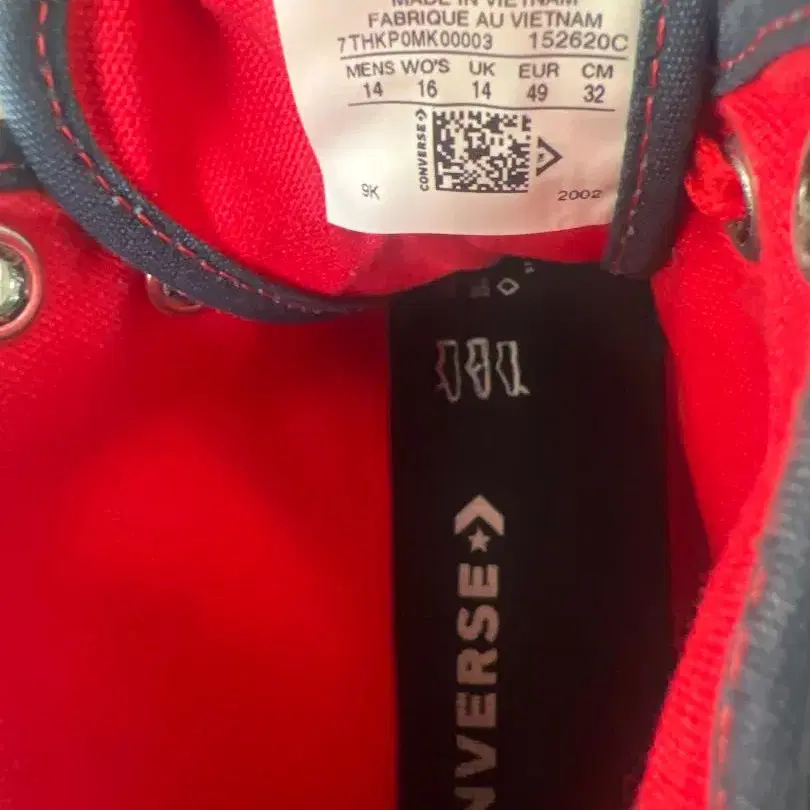 MADE IN VIETNAM
FABRIQUE AU VIETNAM
7THKP0MK00003 152620C
MENS WO'S UK EUR CM
14 16 14 49 32
CONVERSE
9K 2002
CONVERSE